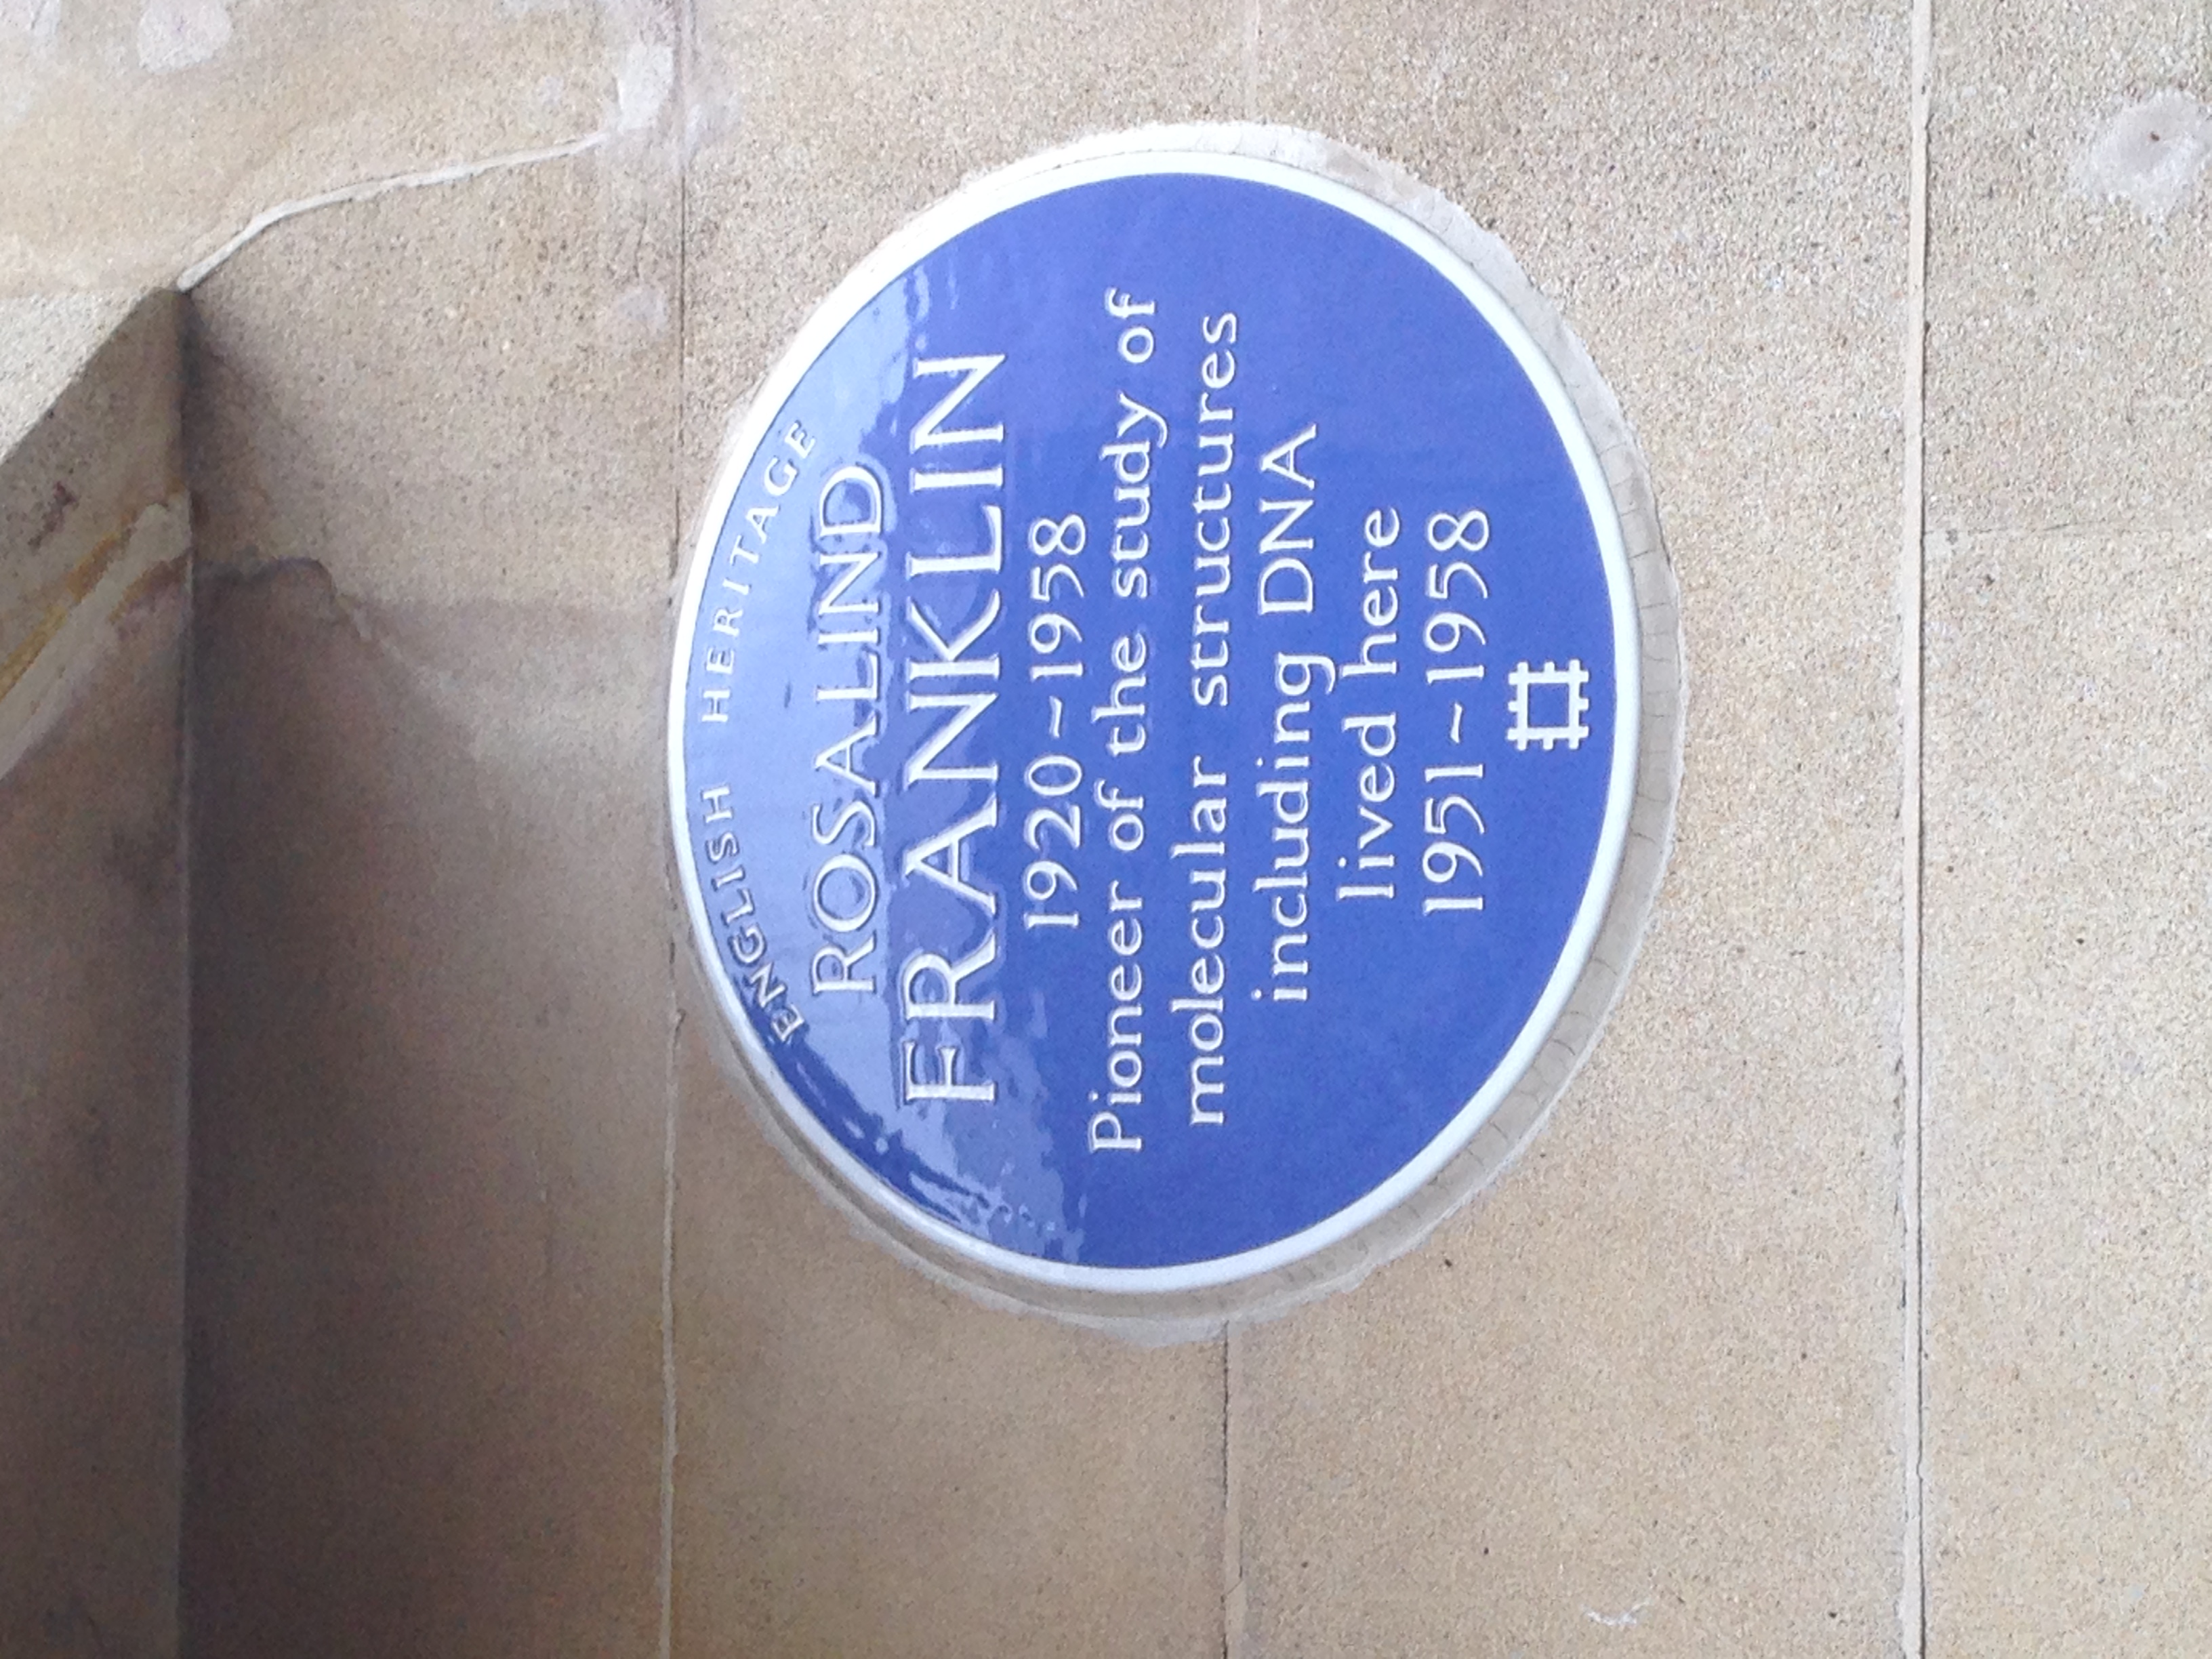 ENGLISH HERITAGE
ROSALIND
FRANKLIN
1920~1958
Pioneer of the study of
molecular structures
including DNA
lived here
1951~1958